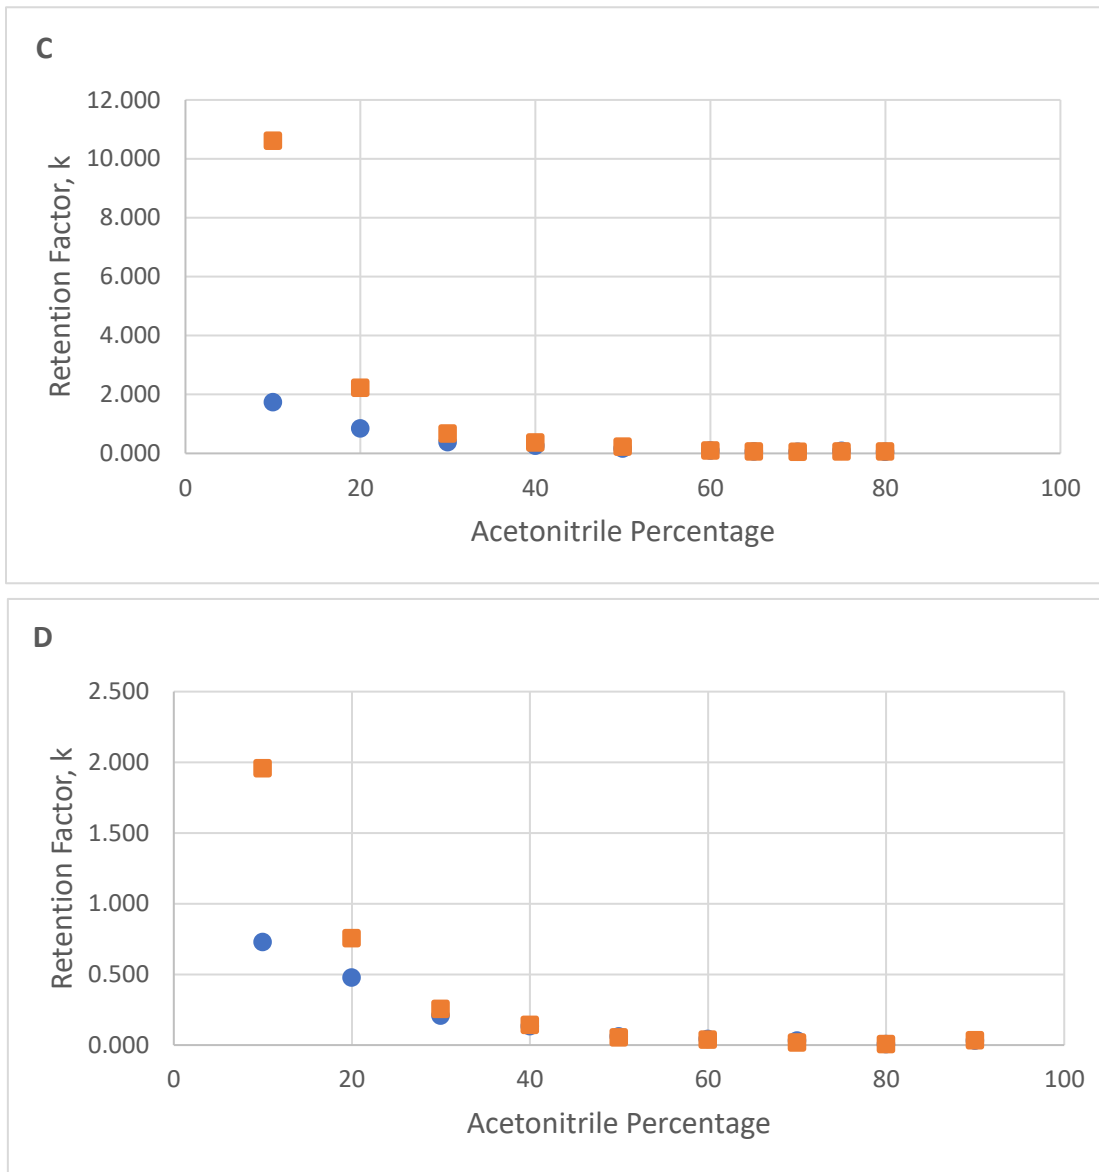 C
12.000
10.000
8.000
6.000
4.000
2.000
0.000
Retention Factor, k
0 20 40 60 80 100
Acetonitrile Percentage
D
2.500
2.000
1.500
1.000
0.500
0.000
Retention Factor, k
0 20 40 60 80 100
Acetonitrile Percentage